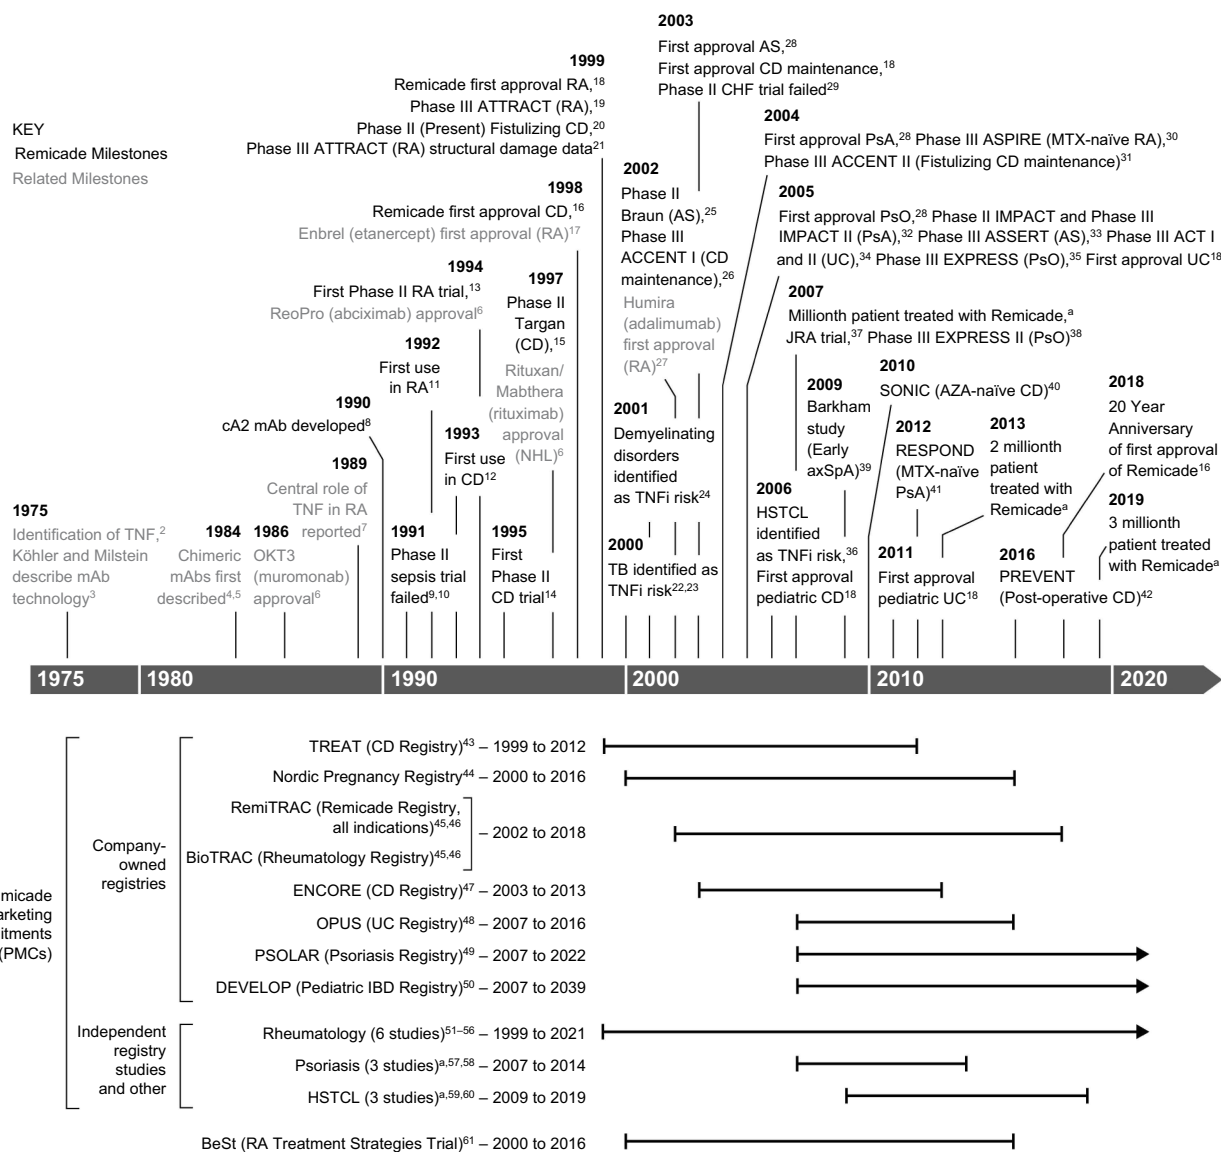 KEY
Remicade Milestones
Related Milestones
1975
Identification of TNF,2
Köhler and Milstein
describe mAb
technology3
1984
Chimeric
mAbs first
described4,5
1986
OKT3
(muromonab)
approval6
1989
Central role of
TNF in RA
reported7
1990
cA2 mAb developed8
1991
Phase II
sepsis trial
failed9,10
1992
First use
in RA11
1993
First use
in CD12
1994
First Phase II RA trial,13
ReoPro (abciximab) approval6
1995
First
Phase II
CD trial14
1997
Phase II
Targan
(CD),15
Rituxan/
Mabthera
(rituximab)
approval
(NHL)6
1998
Remicade first approval CD,16
Enbrel (etanercept) first approval (RA)17
1999
Remicade first approval RA,18
Phase III ATTRACT (RA),19
Phase II (Present) Fistulizing CD,20
Phase III ATTRACT (RA) structural damage data21
2000
TB identified as
TNFi risk22,23
2001
Demyelinating
disorders
identified
as TNFi risk24
2002
Phase II
Braun (AS),25
Phase III
ACCENT I (CD
maintenance),26
Humira
(adalimumab)
first approval
(RA)27
2003
First approval AS,28
First approval CD maintenance,18
Phase II CHF trial failed29
2004
First approval PsA,28 Phase III ASPIRE (MTX-naïve RA),30
Phase III ACCENT II (Fistulizing CD maintenance)31
2005
First approval PsO,28 Phase II IMPACT and Phase III
IMPACT II (PsA),32 Phase III ASSERT (AS),33 Phase III ACT I
and II (UC),34 Phase III EXPRESS (PsO),35 First approval UC18
2006
HSTCL
identified
as TNFi risk,36
First approval
pediatric CD18
2007
Millionth patient treated with Remicade,a
JRA trial,37 Phase III EXPRESS II (PsO)38
2009
Barkham
study
(Early
axSpA)39
2010
SONIC (AZA-naïve CD)40
2011
First approval
pediatric UC18
2012
RESPOND
(MTX-naïve
PsA)41
2013
2 millionth
patient
treated with
Remicadea
2016
PREVENT
(Post-operative CD)42
2018
20 Year
Anniversary
of first approval
of Remicade16
2019
3 millionth
patient treated
with Remicadea
1975 1980 1990 2000 2010 2020
micade
arketing
itments
(PMCs)
Company-
owned
registries
TREAT (CD Registry)43 – 1999 to 2012
Nordic Pregnancy Registry44 – 2000 to 2016
RemiTRAC (Remicade Registry,
all indications)45,46
– 2002 to 2018
BioTRAC (Rheumatology Registry)45,46
ENCORE (CD Registry)47 – 2003 to 2013
OPUS (UC Registry)48 – 2007 to 2016
PSOLAR (Psoriasis Registry)49 – 2007 to 2022
DEVELOP (Pediatric IBD Registry)50 – 2007 to 2039
Independent
registry
studies
and other
Rheumatology (6 studies)51–56 – 1999 to 2021
Psoriasis (3 studies)a,57,58 – 2007 to 2014
HSTCL (3 studies)a,59,60 – 2009 to 2019
BeSt (RA Treatment Strategies Trial)61 – 2000 to 2016